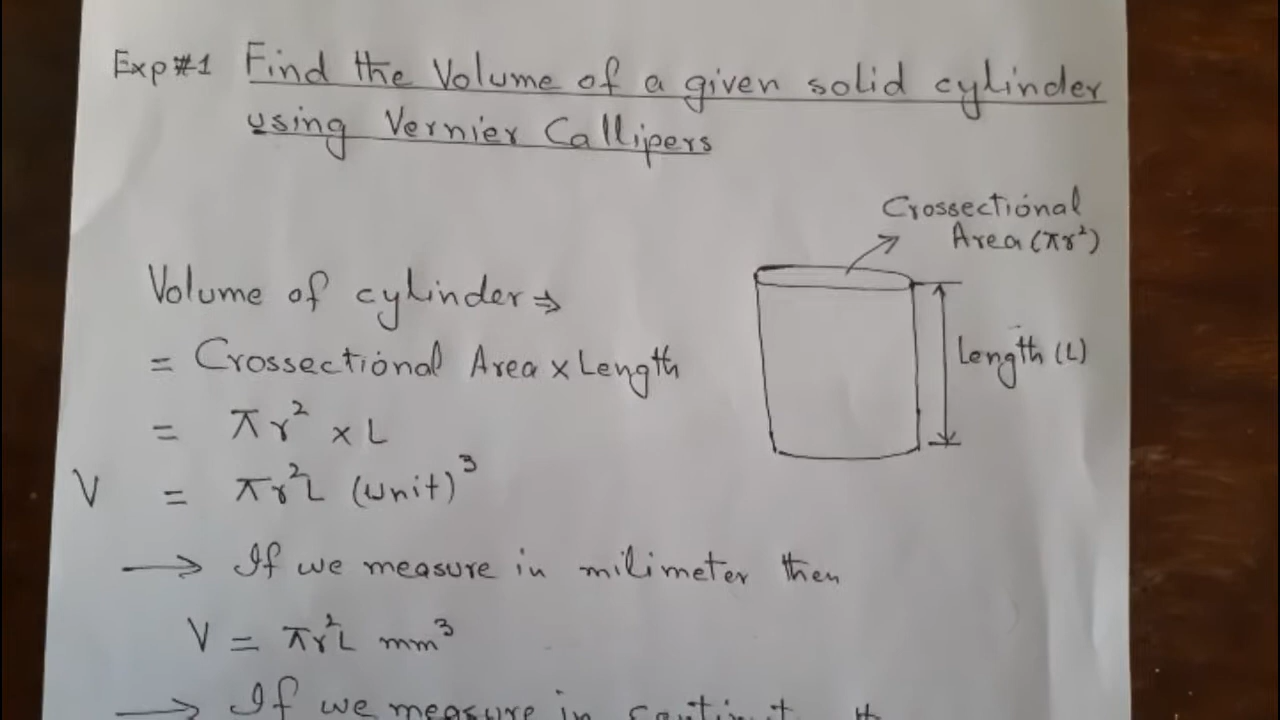 Exp#1 Find the Volume of a given solid cylinder
using Vernier Callipers
Crossectional
Area (πr²)
Volume of cylinder ⇒
= Crossectional Area x Length
Length (L)
= πr² x L
V = πr²L (unit)³
→ If we measure in milimeter then
V = πr²L mm³
→ If we measure in